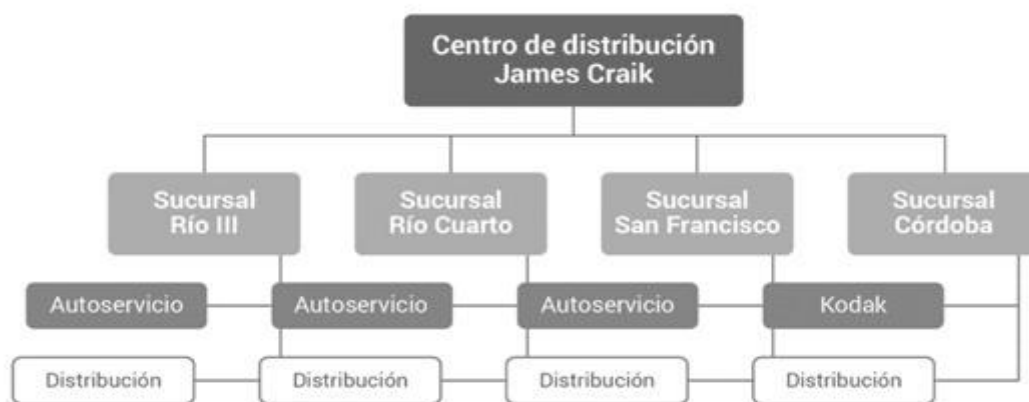 Centro de distribución
James Craik
Sucursal
Río III
Sucursal
Río Cuarto
Sucursal
San Francisco
Sucursal
Córdoba
Autoservicio
Autoservicio
Autoservicio
Kodak
Distribución
Distribución
Distribución
Distribución